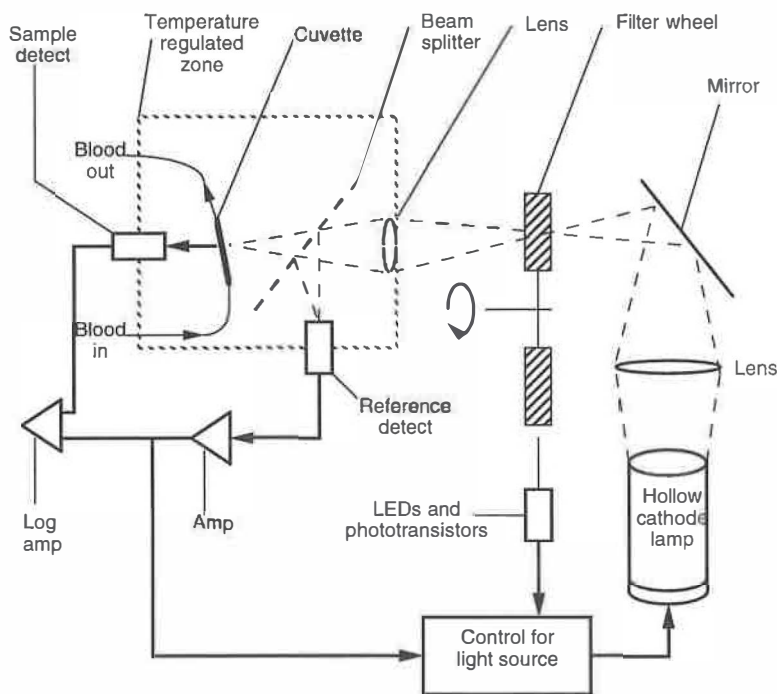 Sample
detect
Temperature
regulated
zone
Cuvette
Beam
splitter
Lens
Filter wheel
Mirror
Blood
out
Blood
in
Reference
detect
Lens
Log
amp
Amp
LEDs and
phototransistors
Hollow
cathode
lamp
Control for
light source